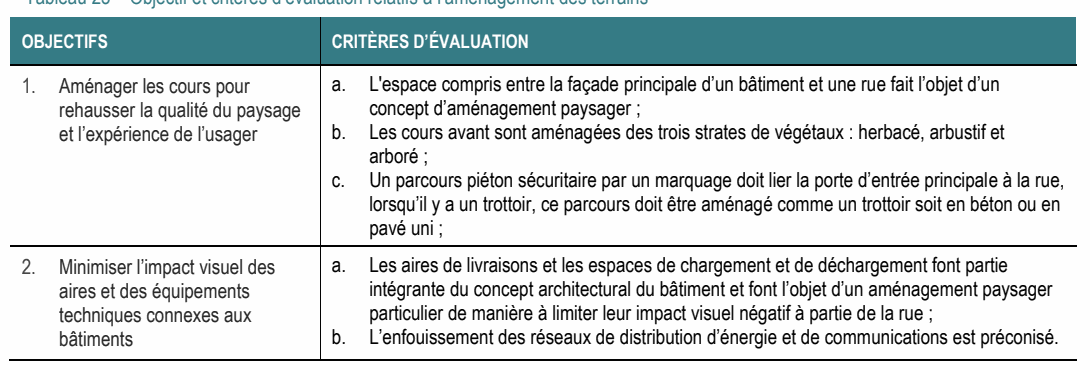 Tableau 28 Objectif et critères d'évaluation relatifs à l'aménagement des terrains
OBJECTIFS
CRITÈRES D'ÉVALUATION
1. Aménager les cours pour
rehausser la qualité du paysage
et l'expérience de l'usager
a. L'espace compris entre la façade principale d'un bâtiment et une rue fait l'objet d'un
concept d'aménagement paysager ;
b. Les cours avant sont aménagées des trois strates de végétaux : herbacé, arbustif et
arboré ;
c. Un parcours piéton sécuritaire par un marquage doit lier la porte d'entrée principale à la rue,
lorsqu'il y a un trottoir, ce parcours doit être aménagé comme un trottoir soit en béton ou en
pavé uni ;
2. Minimiser l'impact visuel des
aires et des équipements
techniques connexes aux
bâtiments
a. Les aires de livraisons et les espaces de chargement et de déchargement font partie
intégrante du concept architectural du bâtiment et font l'objet d'un aménagement paysager
particulier de manière à limiter leur impact visuel négatif à partie de la rue ;
b. L'enfouissement des réseaux de distribution d'énergie et de communications est préconisé.